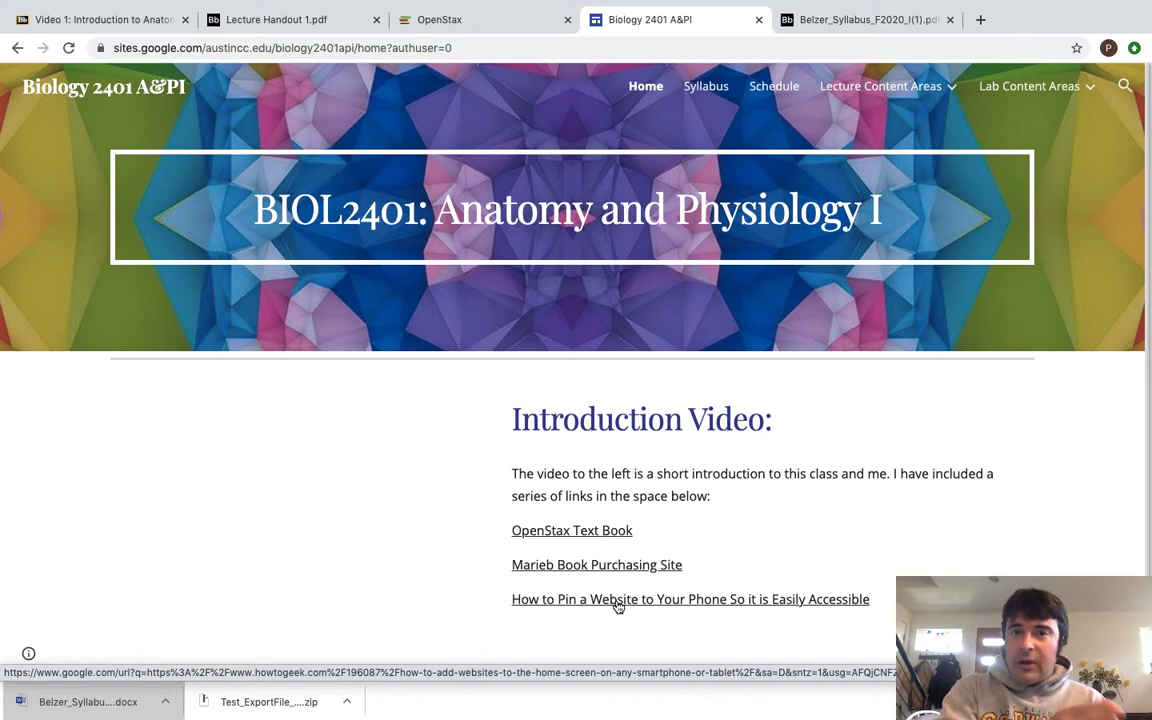 Video 1: Introduction to Anaton
Lecture Handout 1.pdf
OpenStax
Biology 2401 A&PI
Belzer_Syllabus_F2020_I(1).pdf
sites.google.com/austincc.edu/biology2401api/home?authuser=0
P
Biology 2401 A&PI
Home
Syllabus
Schedule
Lecture Content Areas
Lab Content Areas
BIOL2401: Anatomy and Physiology I
Introduction Video:
The video to the left is a short introduction to this class and me. I have included a
series of links in the space below:
OpenStax Text Book
Marieb Book Purchasing Site
How to Pin a Website to Your Phone So it is Easily Accessible
https://www.google.com/url?q=https%3A%2F%2Fwww.howtogeek.com%2F196087%2Fhow-to-add-websites-to-the-home-screen-on-any-smartphone-or-tablet%2F&sa=D&sntz=1&usg=AFQjCNFZ
Belzer_Syllabu....docx
Test_ExportFile_....zip